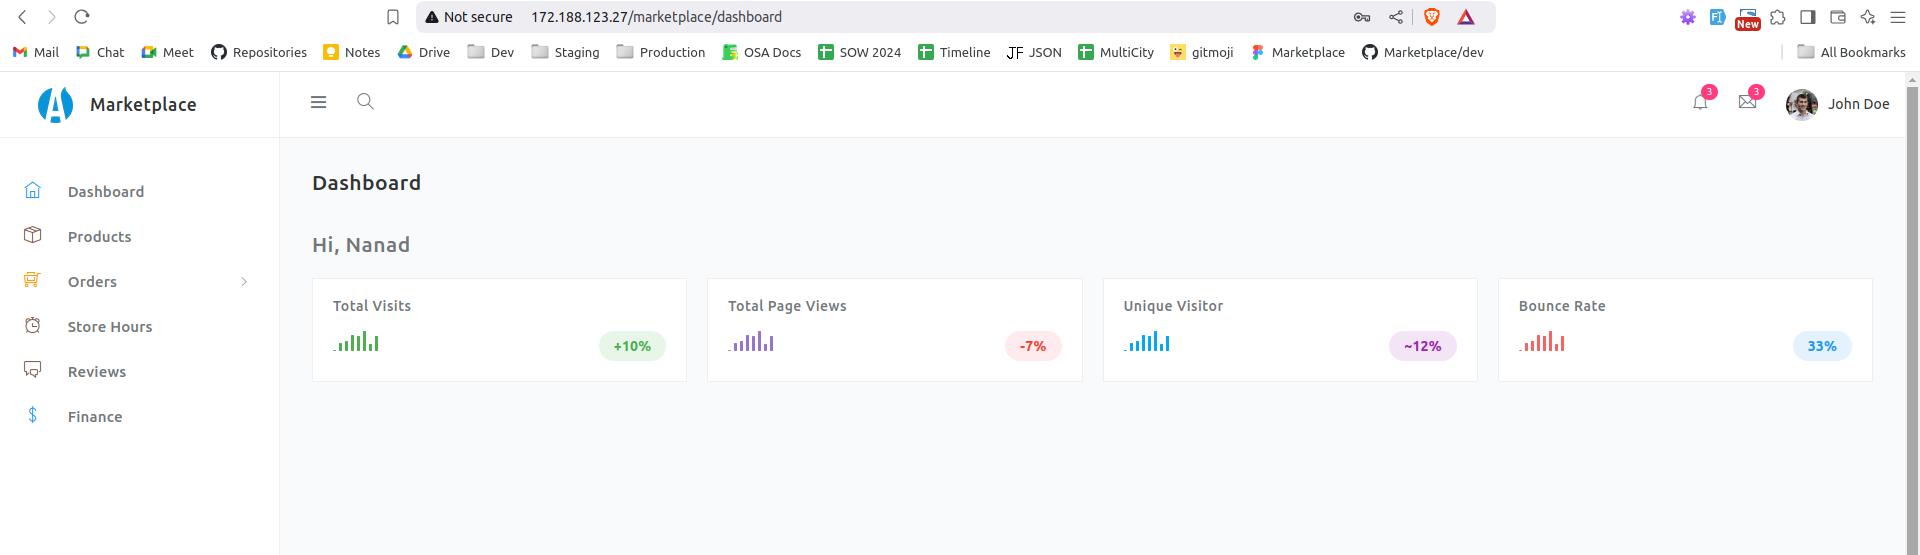 Not secure 172.188.123.27/marketplace/dashboard
New
Mail Chat Meet Repositories Notes Drive Dev Staging Production OSA Docs SOW 2024 Timeline JF JSON MultiCity gitmoji Marketplace Marketplace/dev All Bookmarks
Marketplace
3 3 John Doe
Dashboard
Products
Orders
Store Hours
Reviews
Finance
Dashboard
Hi, Nanad
Total Visits
+10%
Total Page Views
-7%
Unique Visitor
~12%
Bounce Rate
33%